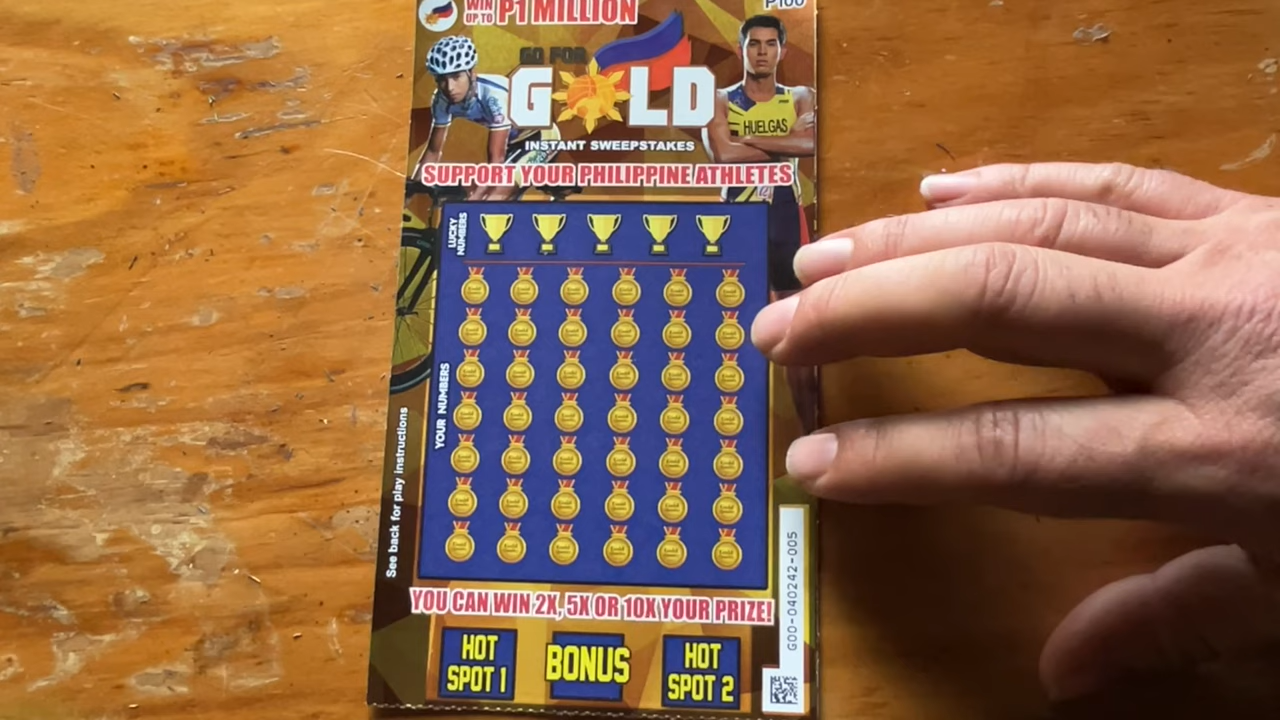 WIN UP TO P1 MILLION
P100
GO FOR
GOLD
HUELGAS
INSTANT SWEEPSTAKES
SUPPORT YOUR PHILIPPINE ATHLETES
LUCKY NUMBERS
YOUR NUMBERS
See back for play instructions
G00-040242-005
YOU CAN WIN 2X, 5X OR 10X YOUR PRIZE!
HOT SPOT 1
BONUS
HOT SPOT 2